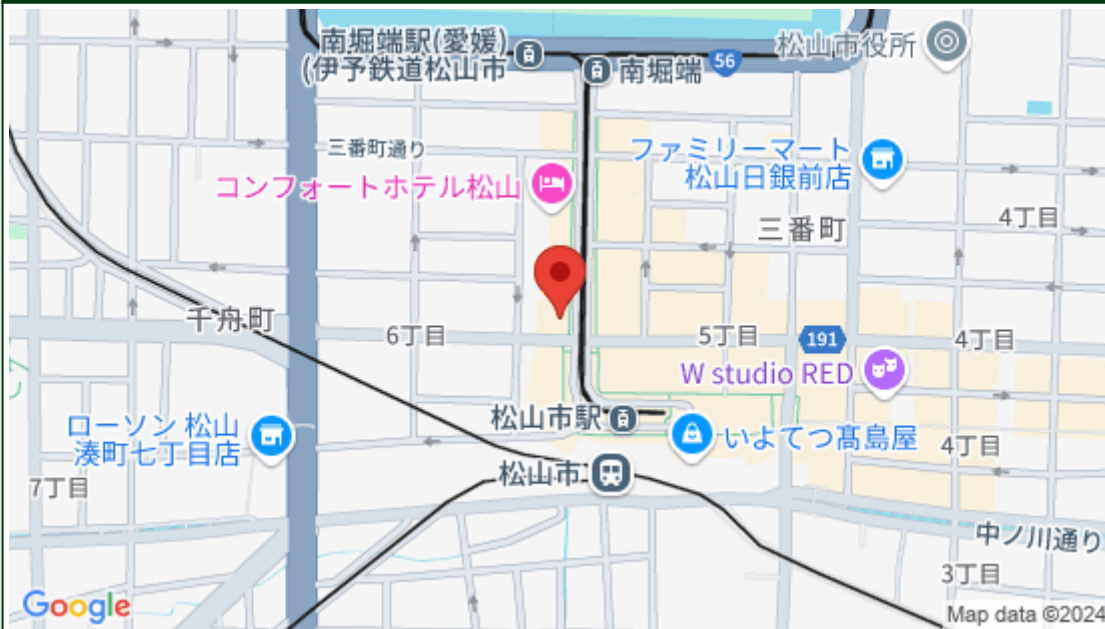 南堀端駅(愛媛)
(伊予鉄道松山市
南堀端
56
松山市役所
三番町通り
ファミリーマート
松山日銀前店
コンフォートホテル松山
三番町
4丁目
千舟町
6丁目
5丁目
191
4丁目
W studio RED
松山市駅
いよてつ髙島屋
4丁目
ローソン 松山
湊町七丁目店
松山市
7丁目
中ノ川通り
3丁目
Google
Map data ©2024